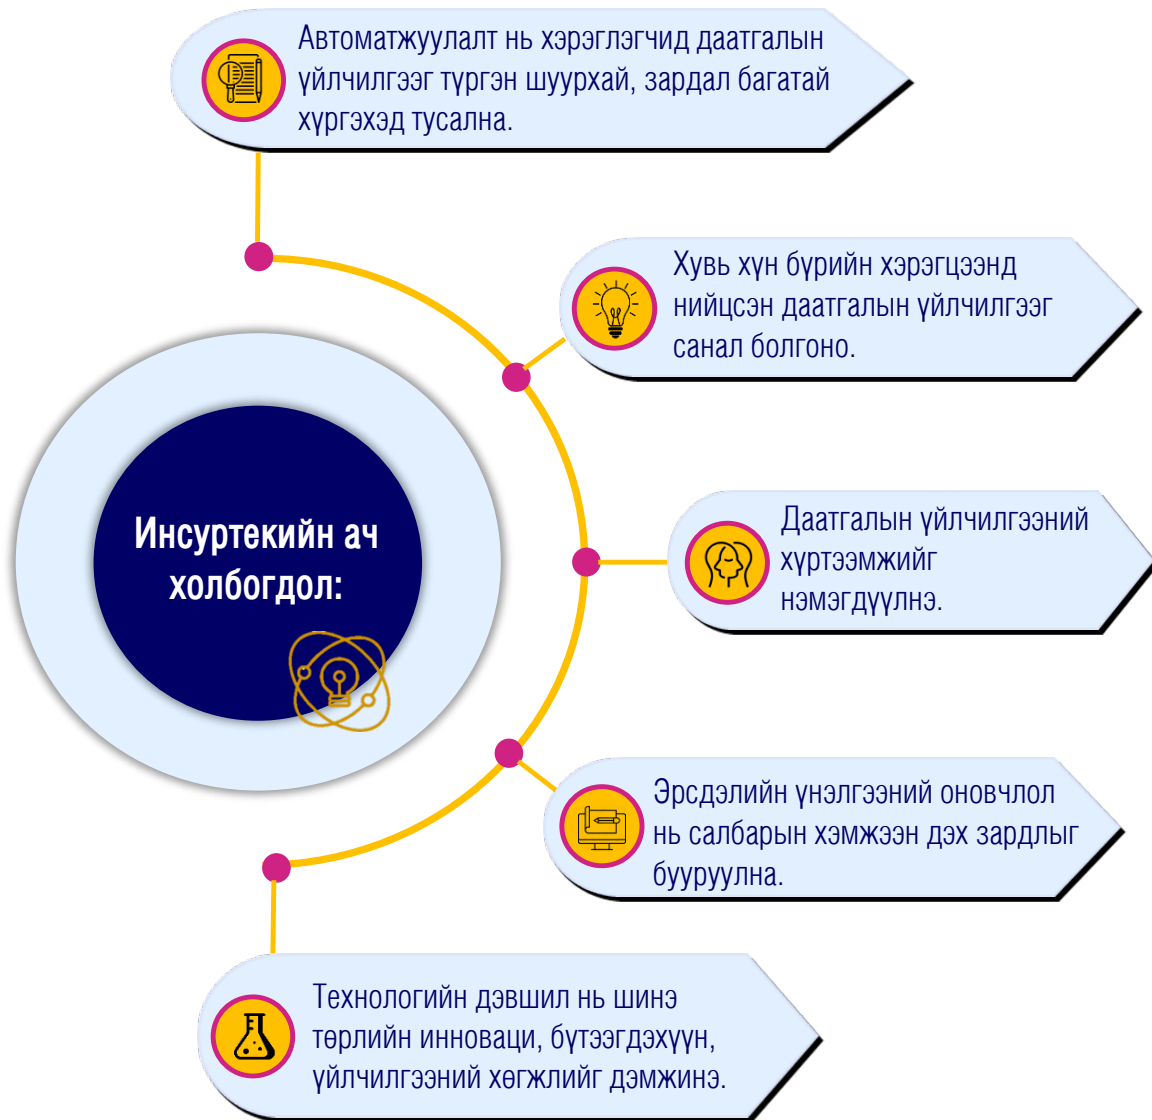 Автоматжуулалт нь хэрэглэгчид даатгалын
үйлчилгээг түргэн шуурхай, зардал багатай
хүргэхэд тусална.
Хувь хүн бүрийн хэрэгцээнд
нийцсэн даатгалын үйлчилгээг
санал болгоно.
Инсуртекийн ач
холбогдол:
Даатгалын үйлчилгээний
хүртээмжийг
нэмэгдүүлнэ.
Эрсдэлийн үнэлгээний оновчлол
нь салбарын хэмжээн дэх зардлыг
бууруулна.
Технологийн дэвшил нь шинэ
төрлийн инноваци, бүтээгдэхүүн,
үйлчилгээний хөгжлийг дэмжинэ.